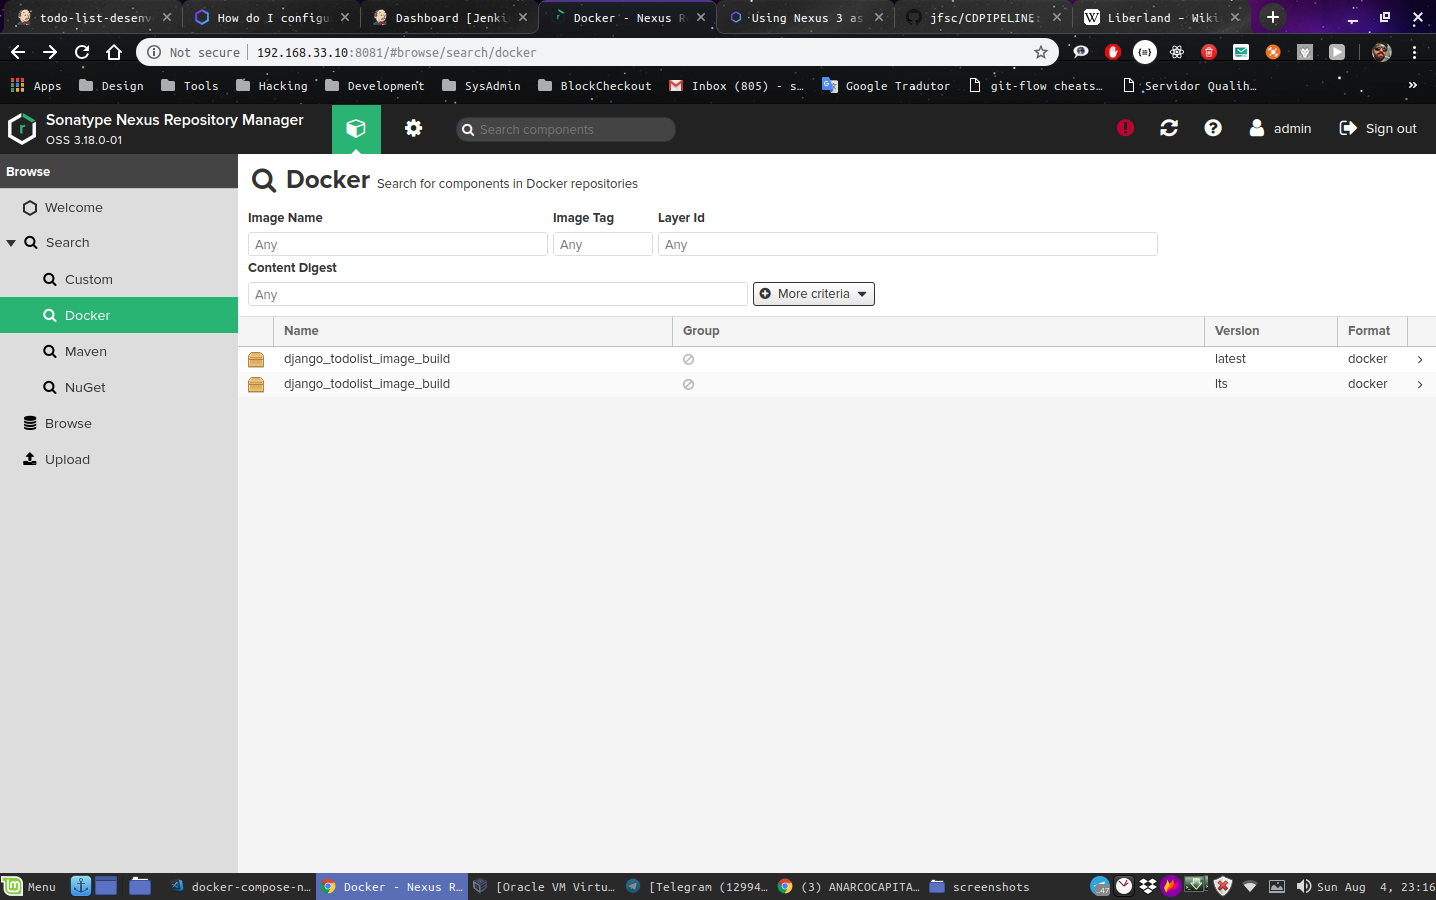 todo-list-desenv
How do I configu
Dashboard [Jenki
Docker - Nexus R
Using Nexus 3 as
jfsc/CDPIPELINE:
Liberland - Wiki
Not secure
192.168.33.10:8081/#browse/search/docker
Apps
Design
Tools
Hacking
Development
SysAdmin
BlockCheckout
Inbox (805) - s…
Google Tradutor
git-flow cheats…
Servidor Qualih…
»
Sonatype Nexus Repository Manager
OSS 3.18.0-01
Search components
admin
Sign out
Browse
Welcome
Search
Custom
Docker
Maven
NuGet
Browse
Upload
Docker Search for components in Docker repositories
Image Name Image Tag Layer Id
Any Any Any
Content Digest
Any More criteria
Name Group Version Format
django_todolist_image_build latest docker
django_todolist_image_build lts docker
Menu
docker-compose-n…
Docker - Nexus R…
[Oracle VM Virtu…
[Telegram (12994…
(3) ANARCOCAPITA…
screenshots
Sun Aug 4, 23:16